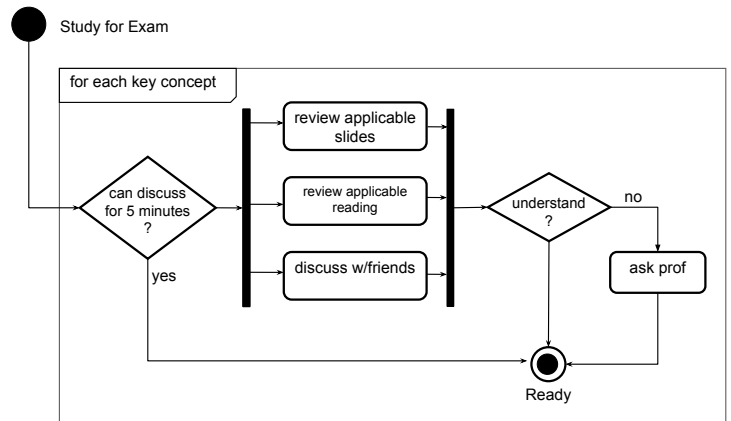 Study for Exam
for each key concept
can discuss
for 5 minutes
?
yes
review applicable
slides
review applicable
reading
discuss w/friends
understand
?
no
ask prof
Ready